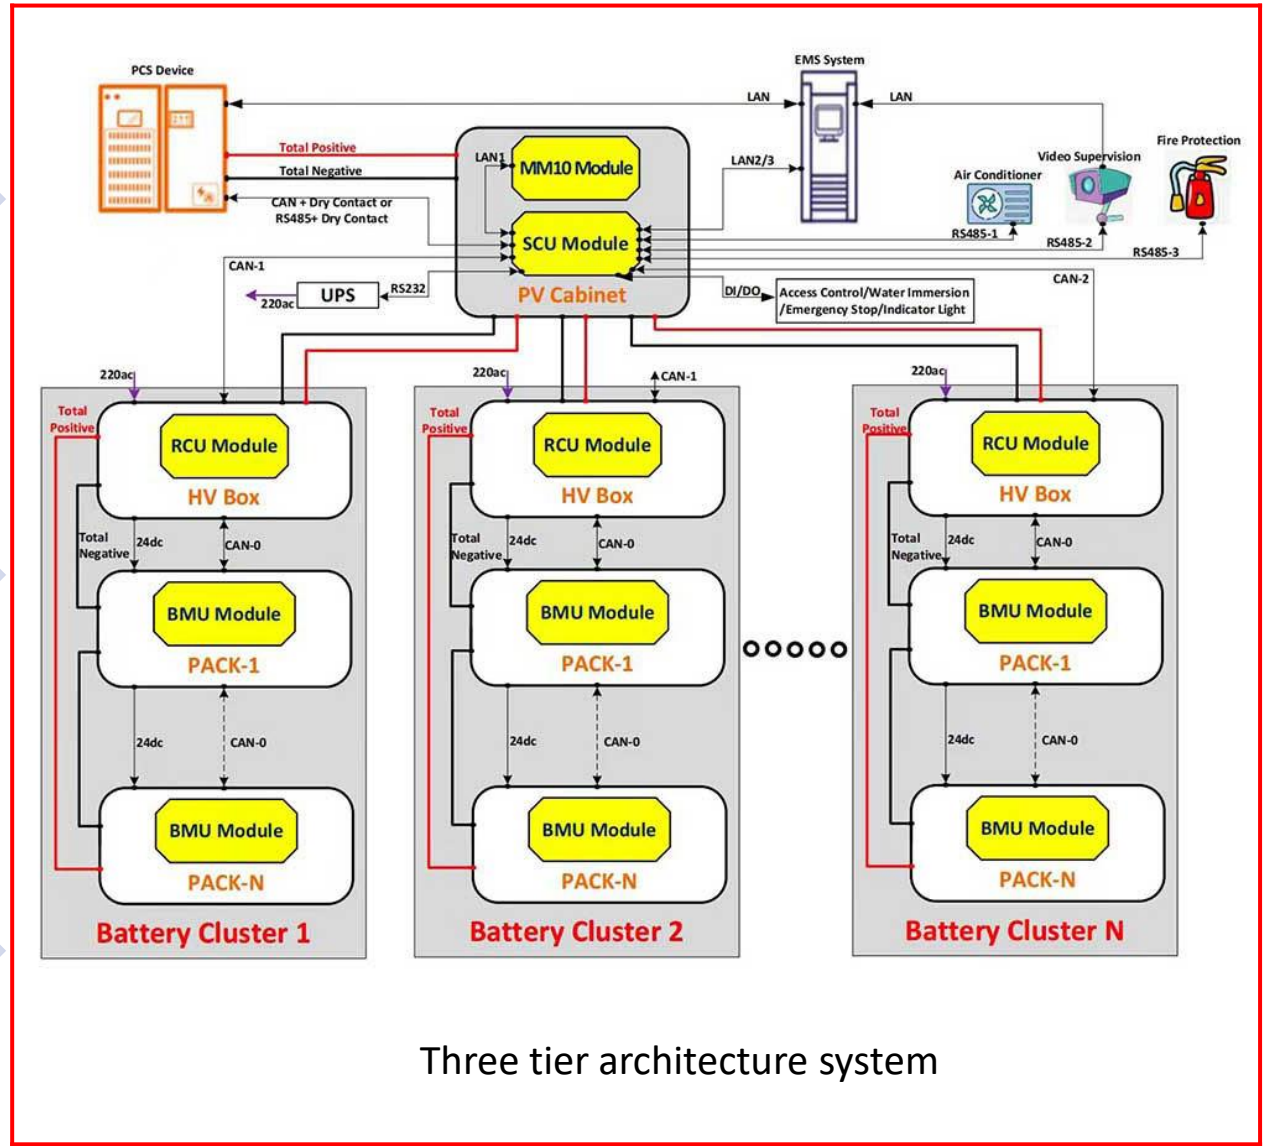 PCS Device
EMS System
LAN
LAN
Fire Protection
Video Supervision
Air Conditioner
Total Positive
Total Negative
CAN + Dry Contact or
RS485+ Dry Contact
LAN1
MM10 Module
LAN2/3
SCU Module
RS485-1
RS485-2
RS485-3
CAN-1
UPS
220ac
RS232
PV Cabinet
DI/DO
Access Control/Water Immersion
/Emergency Stop/Indicator Light
CAN-2
220ac
Total
Positive
RCU Module
HV Box
Total
Negative
24dc
CAN-0
BMU Module
PACK-1
24dc
CAN-0
BMU Module
PACK-N
Battery Cluster 1
220ac
CAN-1
Total
Positive
RCU Module
HV Box
Total
Negative
24dc
CAN-0
BMU Module
PACK-1
24dc
CAN-0
BMU Module
PACK-N
Battery Cluster 2
220ac
Total
Positive
RCU Module
HV Box
Total
Negative
24dc
CAN-0
BMU Module
PACK-1
24dc
CAN-0
BMU Module
PACK-N
Battery Cluster N
Three tier architecture system